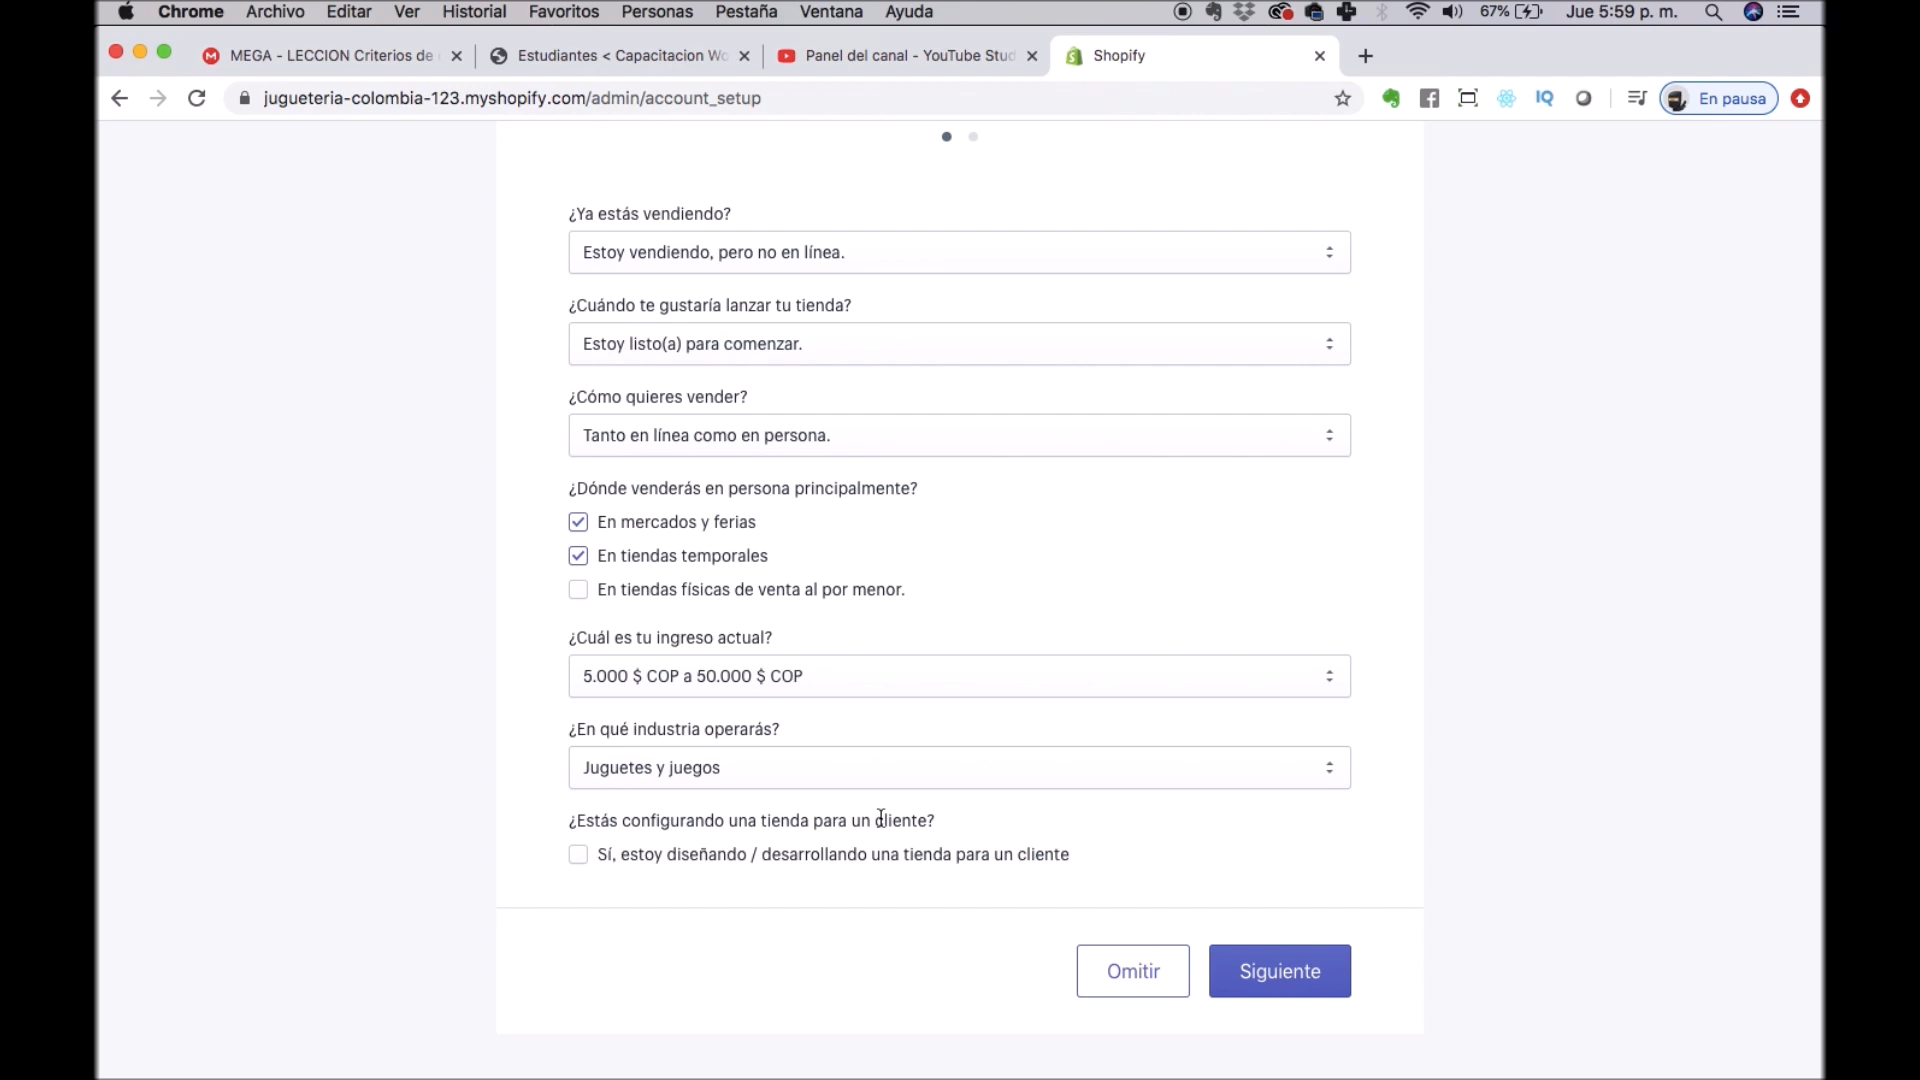 Chrome Archivo Editar Ver Historial Favoritos Personas Pestaña Ventana Ayuda 67% Jue 5:59 p. m.
MEGA - LECCION Criterios de Estudiantes < Capacitacion Wo Panel del canal - YouTube Stud Shopify
jugueteria-colombia-123.myshopify.com/admin/account_setup IQ En pausa
¿Ya estás vendiendo?
Estoy vendiendo, pero no en línea.
¿Cuándo te gustaría lanzar tu tienda?
Estoy listo(a) para comenzar.
¿Cómo quieres vender?
Tanto en línea como en persona.
¿Dónde venderás en persona principalmente?
En mercados y ferias
En tiendas temporales
En tiendas físicas de venta al por menor.
¿Cuál es tu ingreso actual?
5.000 $ COP a 50.000 $ COP
¿En qué industria operarás?
Juguetes y juegos
¿Estás configurando una tienda para un cliente?
Sí, estoy diseñando / desarrollando una tienda para un cliente
Omitir Siguiente